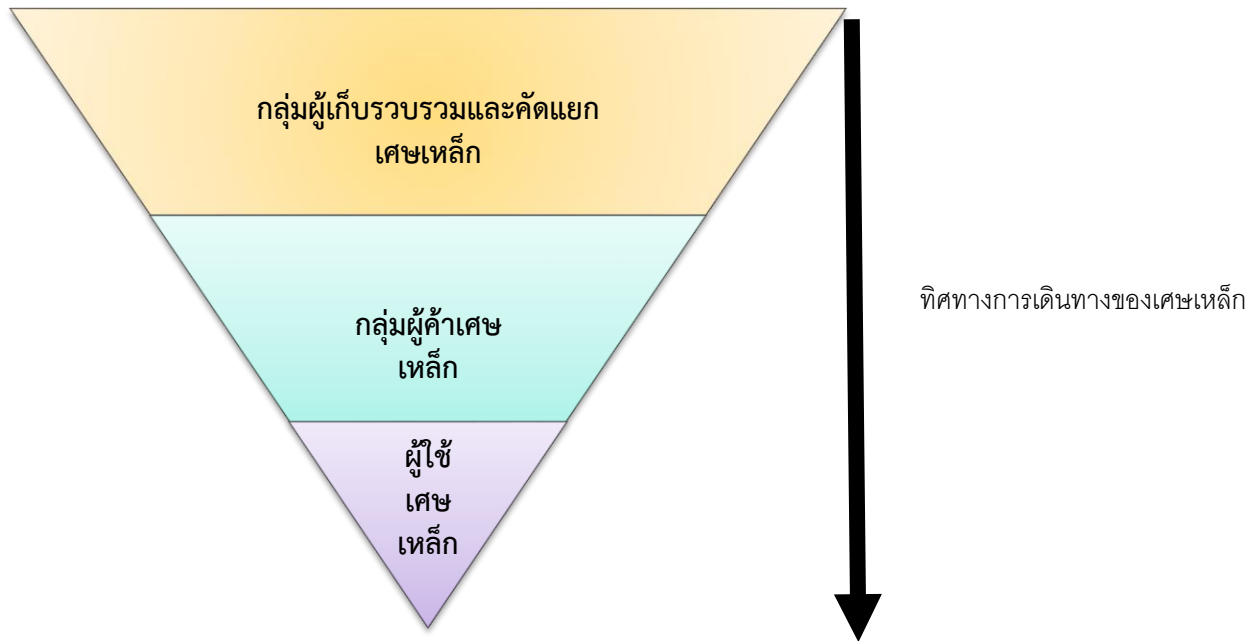 กลุ่มผู้เก็บรวบรวมและคัดแยก
เศษเหล็ก
ทิศทางการเดินทางของเศษเหล็ก
กลุ่มผู้ค้าเศษ
เหล็ก
ผู้ใช้
เศษ
เหล็ก